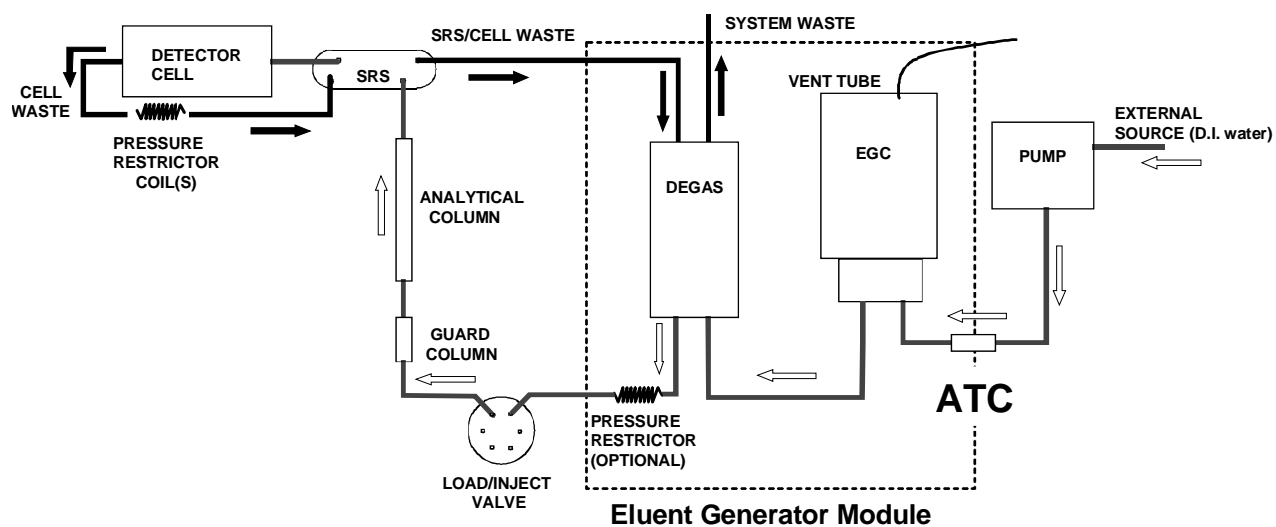 SYSTEM WASTE
SRS/CELL WASTE
DETECTOR
CELL
SRS
VENT TUBE
CELL
WASTE
EXTERNAL
SOURCE (D.I. water)
PRESSURE
RESTRICTOR
COIL(S)
EGC
PUMP
DEGAS
ANALYTICAL
COLUMN
GUARD
COLUMN
ATC
PRESSURE
RESTRICTOR
(OPTIONAL)
LOAD/INJECT
VALVE
Eluent Generator Module